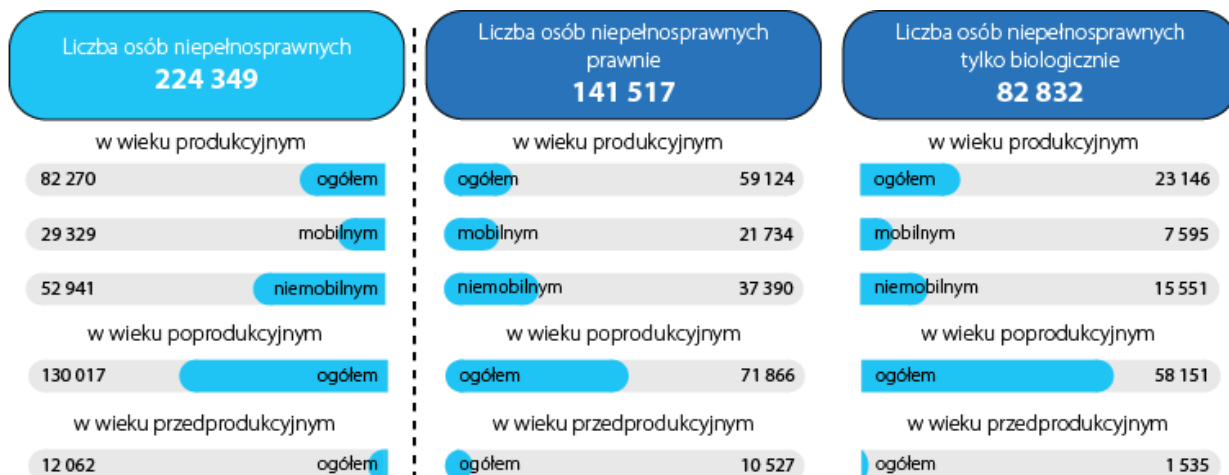 Liczba osób niepełnosprawnych
224 349
w wieku produkcyjnym
82 270 ogółem
29 329 mobilnym
52 941 niemobilnym
w wieku poprodukcyjnym
130 017 ogółem
w wieku przedprodukcyjnym
12 062 ogółem
Liczba osób niepełnosprawnych
prawnie
141 517
w wieku produkcyjnym
ogółem 59 124
mobilnym 21 734
niemobilnym 37 390
w wieku poprodukcyjnym
ogółem 71 866
w wieku przedprodukcyjnym
ogółem 10 527
Liczba osób niepełnosprawnych
tylko biologicznie
82 832
w wieku produkcyjnym
ogółem 23 146
mobilnym 7 595
niemobilnym 15 551
w wieku poprodukcyjnym
ogółem 58 151
w wieku przedprodukcyjnym
ogółem 1 535